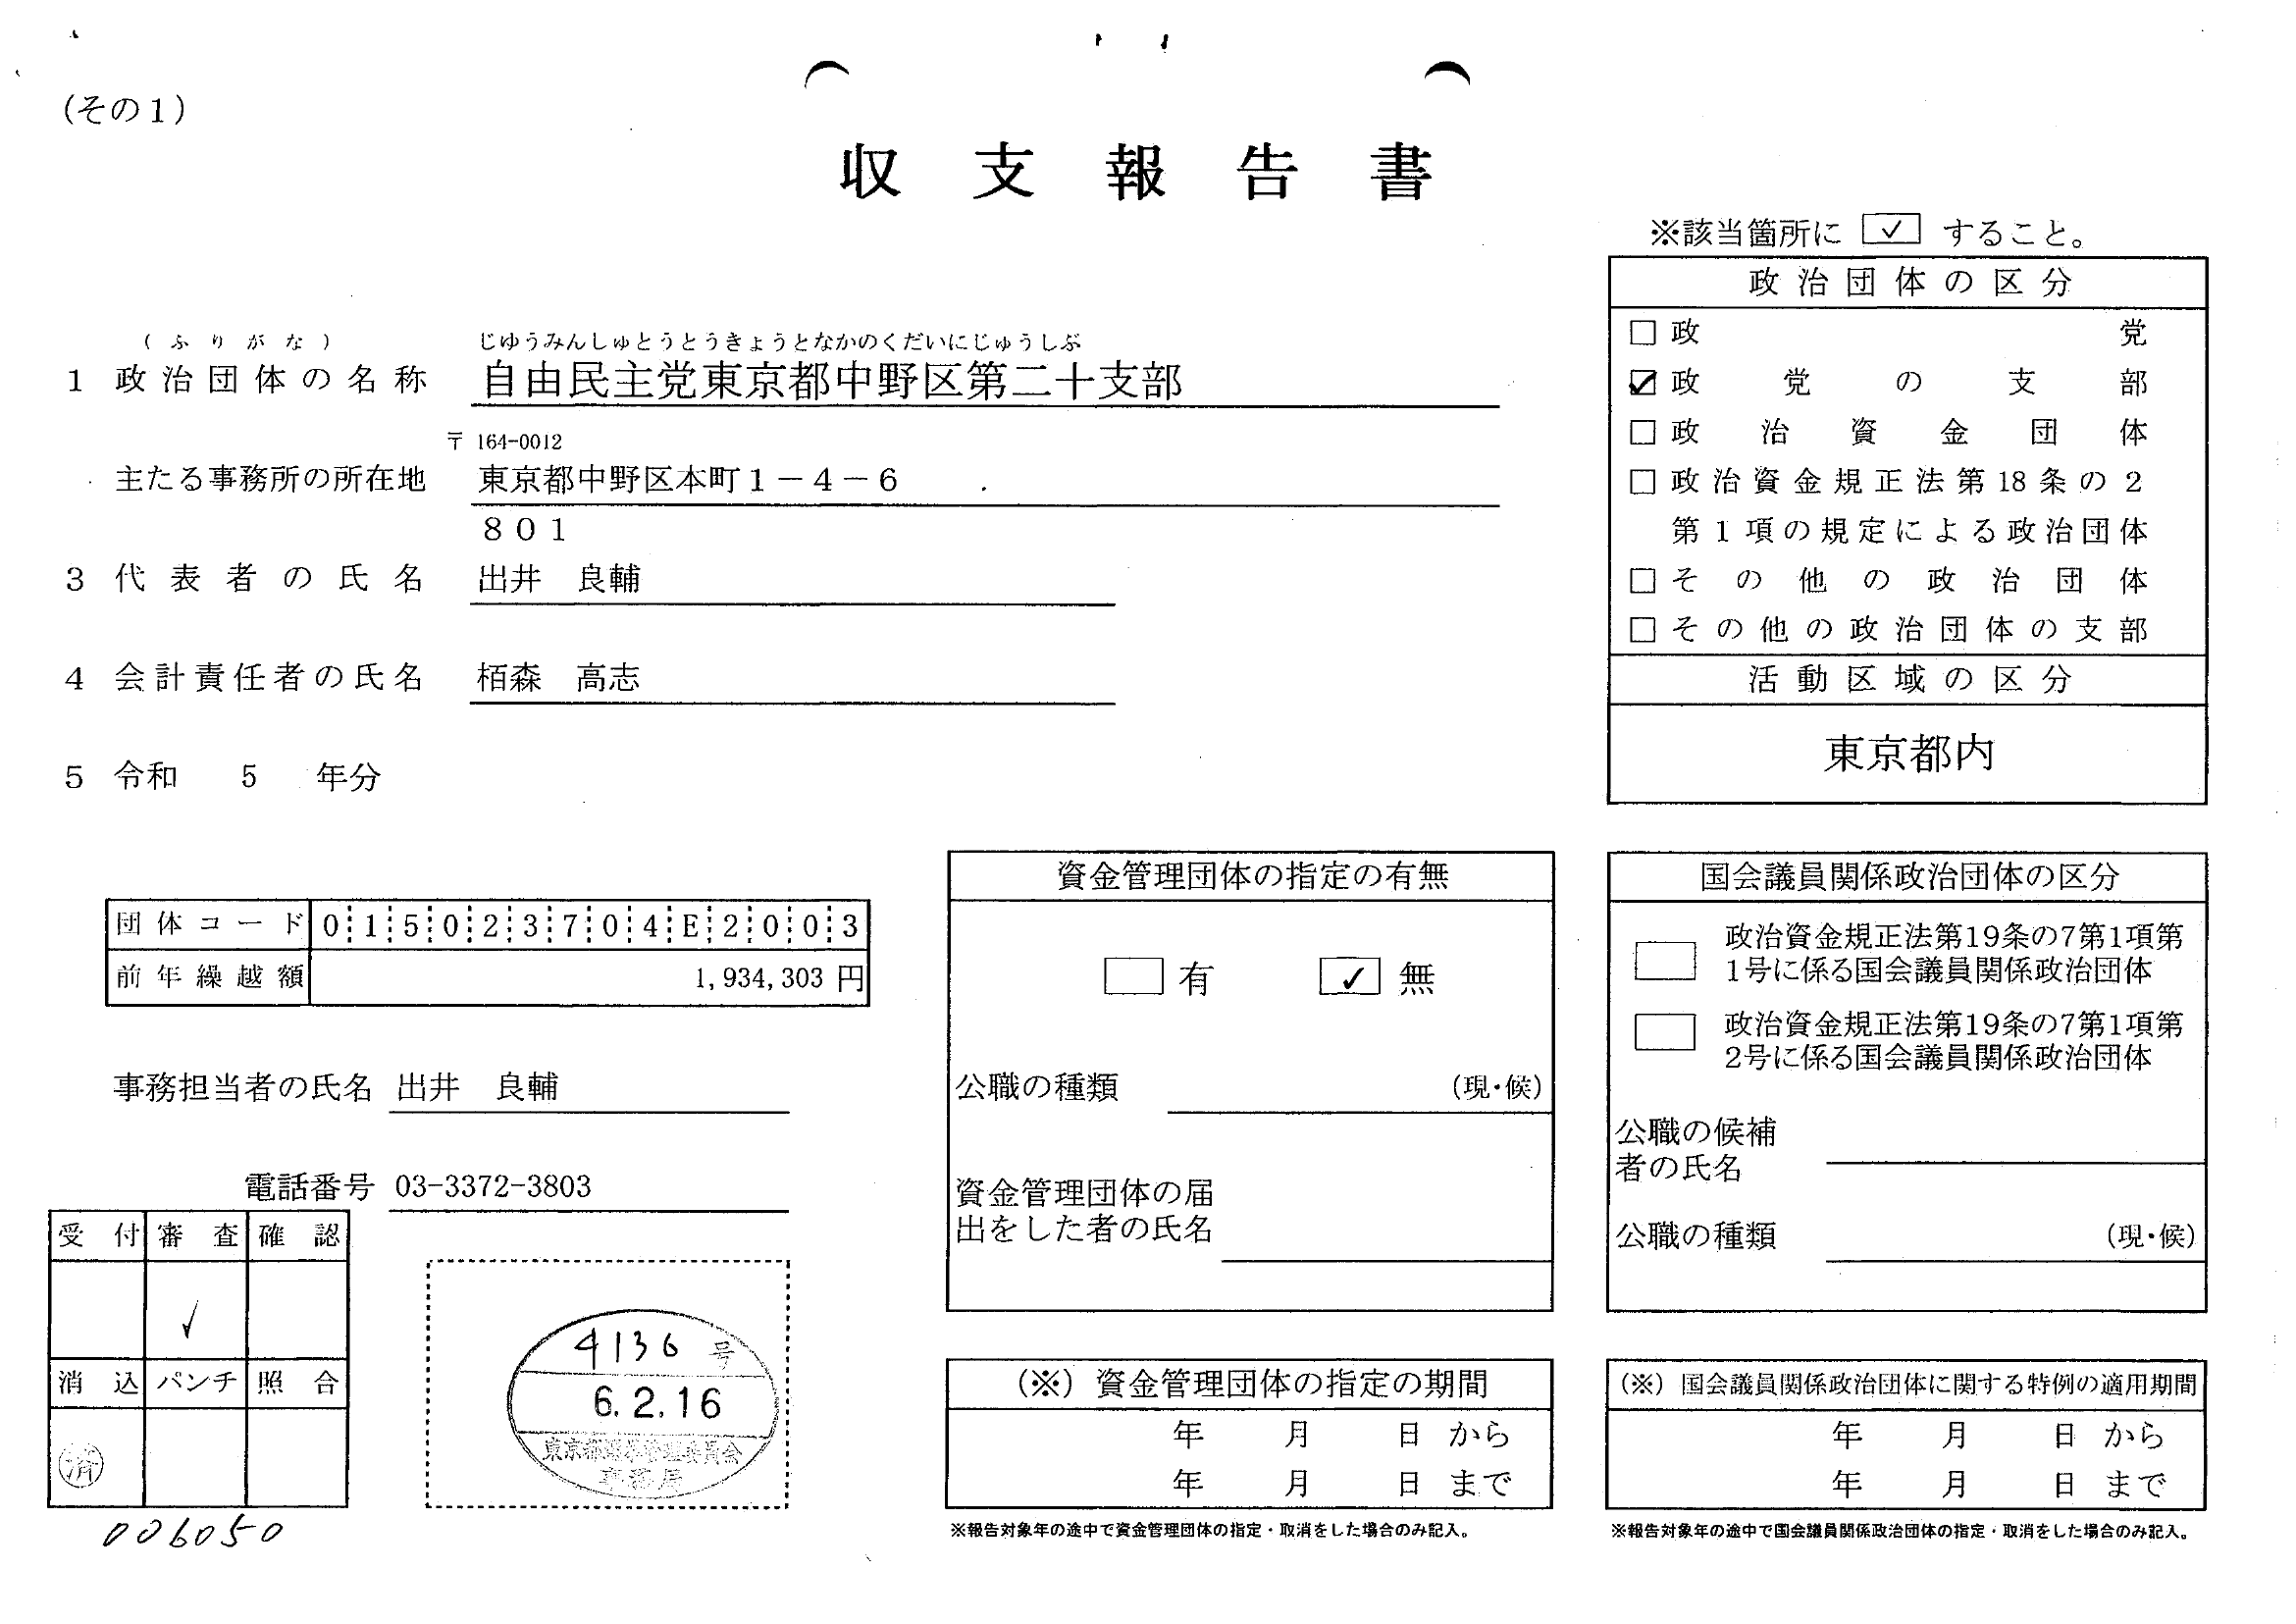 (その1)
収支報告書
※該当箇所に ☑ すること。
(ふりがな) じゆうみんしゅとうとうきょうとなかのくだいにじゅうしぶ
1 政治団体の名称 自由民主党東京都中野区第二十支部
〒 164-0012
主たる事務所の所在地 東京都中野区本町1-4-6
801
3 代表者の氏名 出井 良輔
4 会計責任者の氏名 栢森 高志
5 令和 5 年分
政治団体の区分
□ 政党
☑ 政党の支部
□ 政治資金団体
□ 政治資金規正法第18条の2
第1項の規定による政治団体
□ その他の政治団体
□ その他の政治団体の支部
活動区域の区分
東京都内
団体コード 015023704E2003
前年繰越額 1,934,303 円
事務担当者の氏名 出井 良輔
電話番号 03-3372-3803
受付 審査 確認
✓
消込 パンチ 照合
済
006050
4136 号
6.2.16
東京都選挙管理委員会
事務局
資金管理団体の指定の有無
□ 有 ☑ 無
公職の種類 (現・候)
資金管理団体の届
出をした者の氏名
(※) 資金管理団体の指定の期間
年 月 日 から
年 月 日 まで
※報告対象年の途中で資金管理団体の指定・取消をした場合のみ記入。
国会議員関係政治団体の区分
□ 政治資金規正法第19条の7第1項第
1号に係る国会議員関係政治団体
□ 政治資金規正法第19条の7第1項第
2号に係る国会議員関係政治団体
公職の候補
者の氏名
公職の種類 (現・候)
(※) 国会議員関係政治団体に関する特例の適用期間
年 月 日 から
年 月 日 まで
※報告対象年の途中で国会議員関係政治団体の指定・取消をした場合のみ記入。